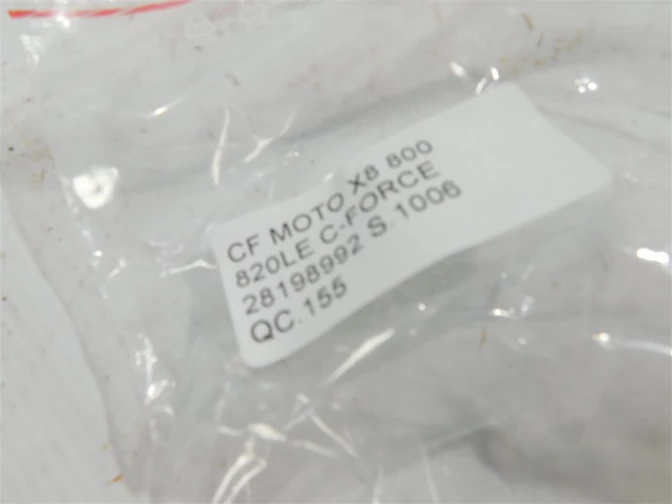 CF MOTO X8 800
820LE C-FORCE
28198992 S.1006
QC.155